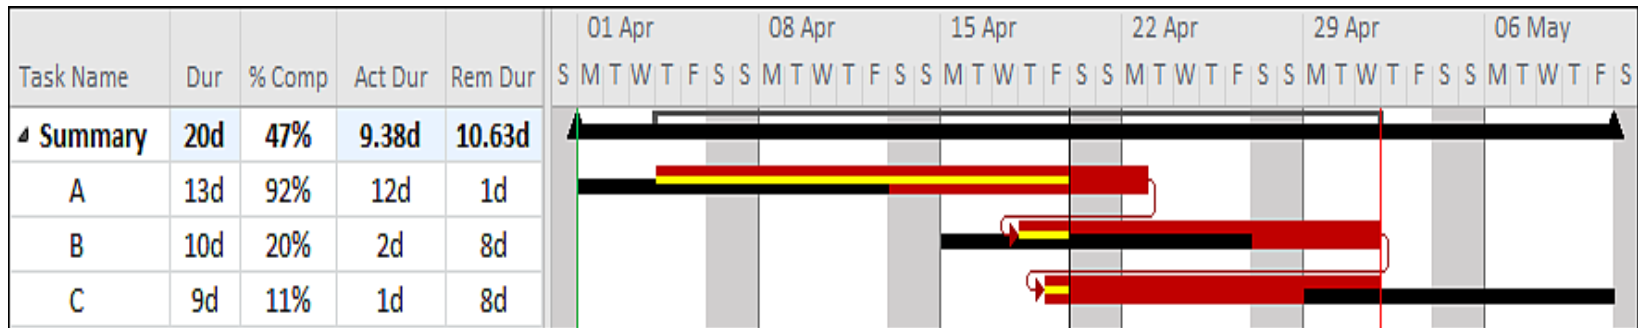 01 Apr 08 Apr 15 Apr 22 Apr 29 Apr 06 May
Task Name Dur % Comp Act Dur Rem Dur S M T W T F S S M T W T F S S M T W T F S S M T W T F S S M T W T F S S M T W T F S
Summary 20d 47% 9.38d 10.63d
A 13d 92% 12d 1d
B 10d 20% 2d 8d
C 9d 11% 1d 8d